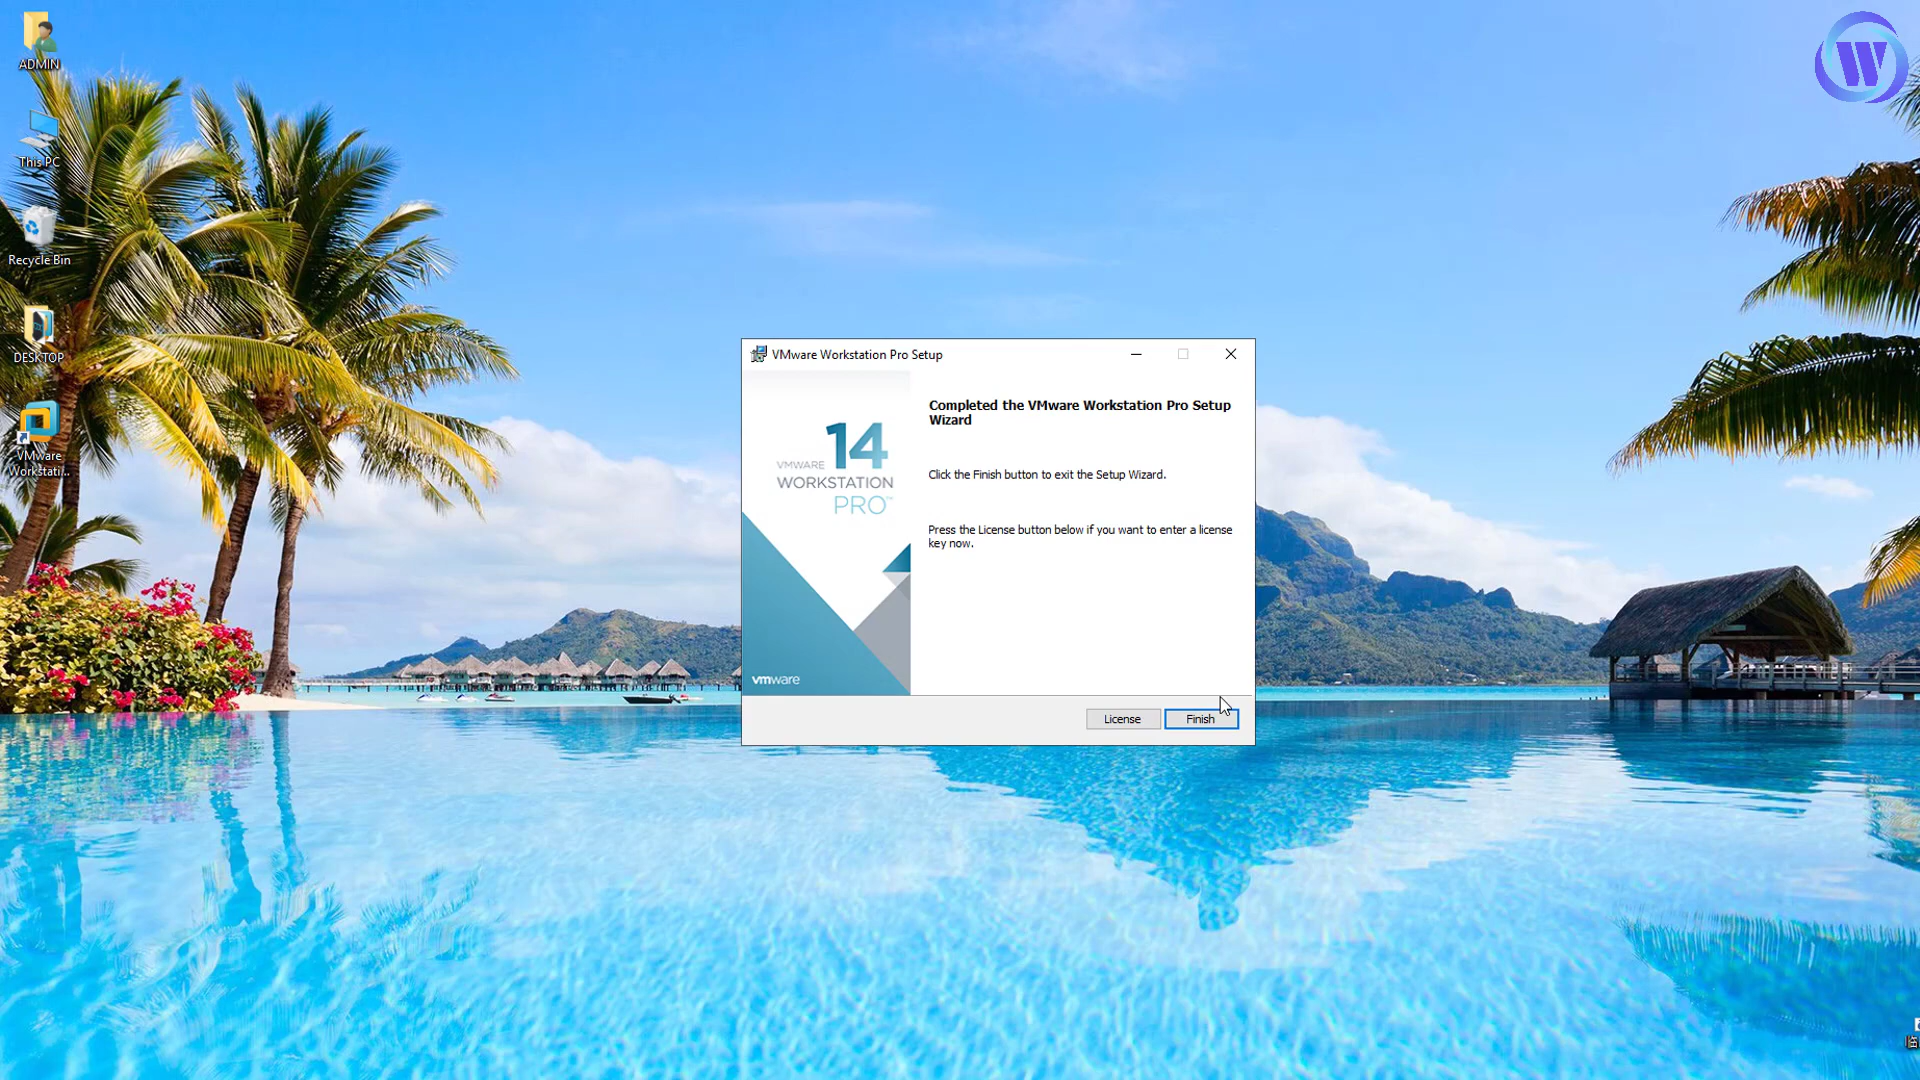 ADMIN
This PC
Recycle Bin
DESKTOP
VMware
Workstati...
W
VMware Workstation Pro Setup
14
VMWARE
WORKSTATION
PRO™
vmware
Completed the VMware Workstation Pro Setup
Wizard
Click the Finish button to exit the Setup Wizard.
Press the License button below if you want to enter a license
key now.
License
Finish